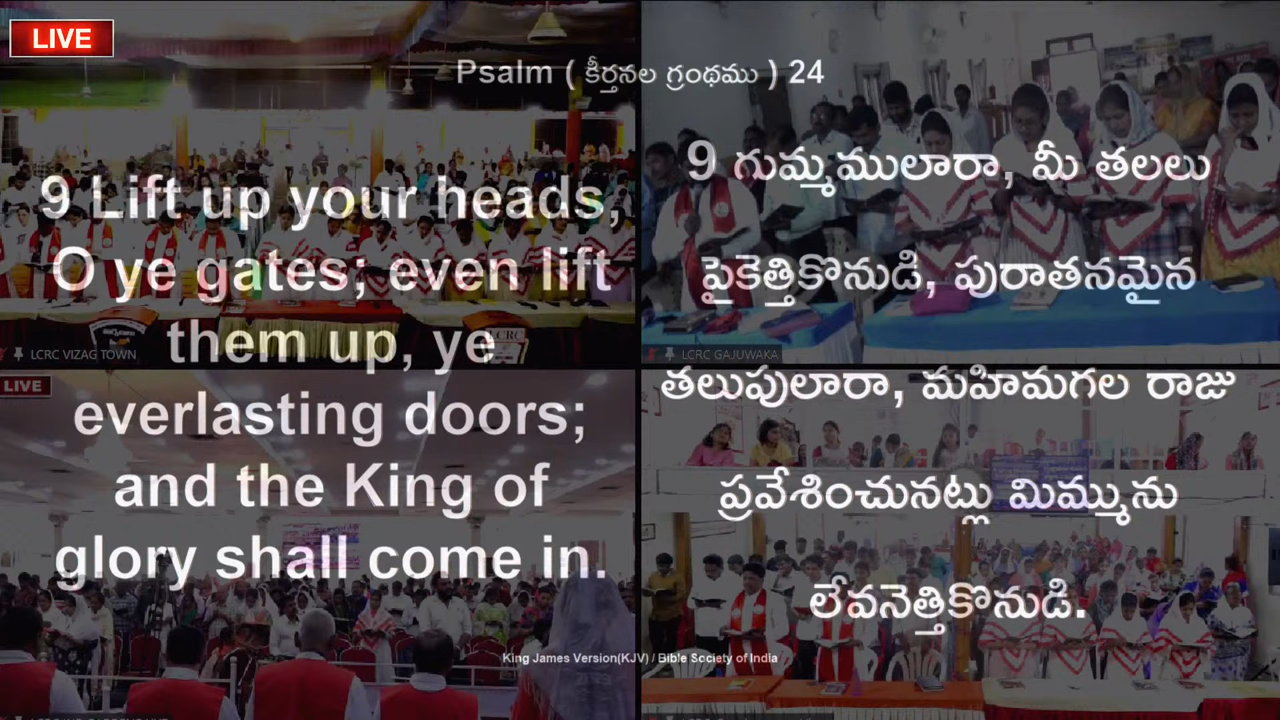 LIVE
Psalm ( కీర్తనల గ్రంథము ) 24
9 Lift up your heads,
O ye gates; even lift
them up, ye
everlasting doors;
and the King of
glory shall come in.
9 గుమ్మములారా, మీ తలలు
పైకెత్తికొనుడి, పురాతనమైన
తలుపులారా, మహిమగల రాజు
ప్రవేశించునట్లు మిమ్మును
లేవనెత్తికొనుడి.
LCRC VIZAG TOWN
LCRC
LCRC GAJUWAKA
LIVE
King James Version(KJV) / Bible Society of India